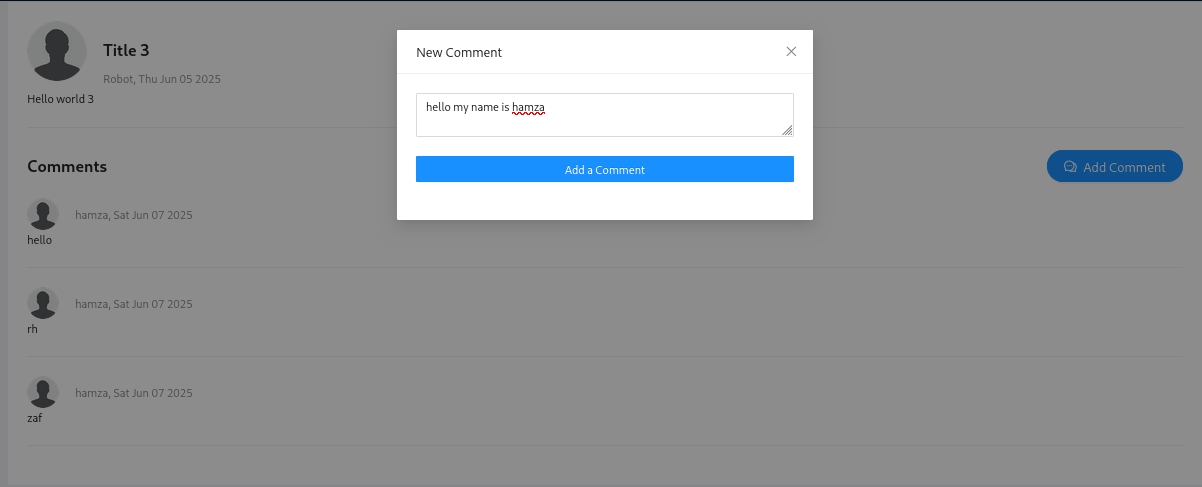 Title 3
Robot, Thu Jun 05 2025
Hello world 3
New Comment
hello my name is hamza
Add a Comment
Comments
Add Comment
hamza, Sat Jun 07 2025
hello
hamza, Sat Jun 07 2025
rh
hamza, Sat Jun 07 2025
zaf